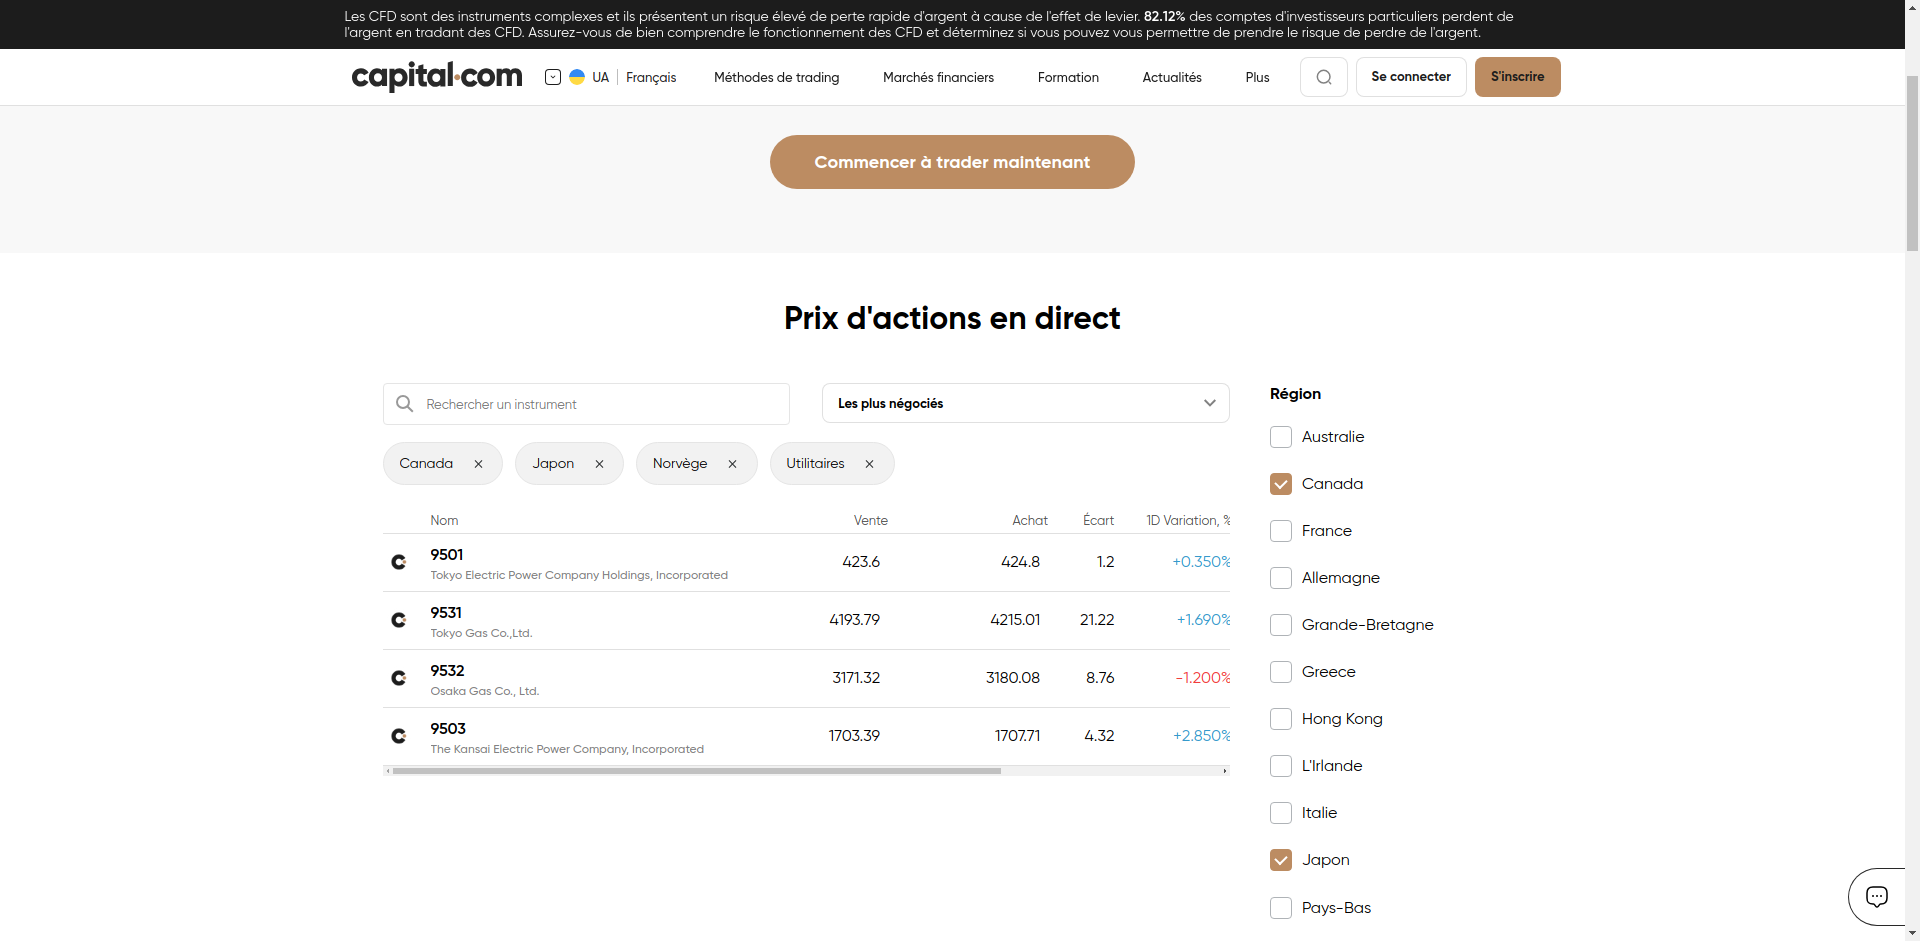 Les CFD sont des instruments complexes et ils présentent un risque élevé de perte rapide d'argent à cause de l'effet de levier. 82.12% des comptes d'investisseurs particuliers perdent de
l'argent en tradant des CFD. Assurez-vous de bien comprendre le fonctionnement des CFD et déterminez si vous pouvez vous permettre de prendre le risque de perdre de l'argent.
capital.com UA Français Méthodes de trading Marchés financiers Formation Actualités Plus Se connecter S'inscrire
Commencer à trader maintenant
Prix d'actions en direct
Rechercher un instrument
Les plus négociés
Canada Japon Norvège Utilitaires
Nom Vente Achat Écart 1D Variation, %
9501 423.6 424.8 1.2 +0.350%
Tokyo Electric Power Company Holdings, Incorporated
9531 4193.79 4215.01 21.22 +1.690%
Tokyo Gas Co.,Ltd.
9532 3171.32 3180.08 8.76 -1.200%
Osaka Gas Co., Ltd.
9503 1703.39 1707.71 4.32 +2.850%
The Kansai Electric Power Company, Incorporated
Région
Australie
Canada
France
Allemagne
Grande-Bretagne
Greece
Hong Kong
L'Irlande
Italie
Japon
Pays-Bas